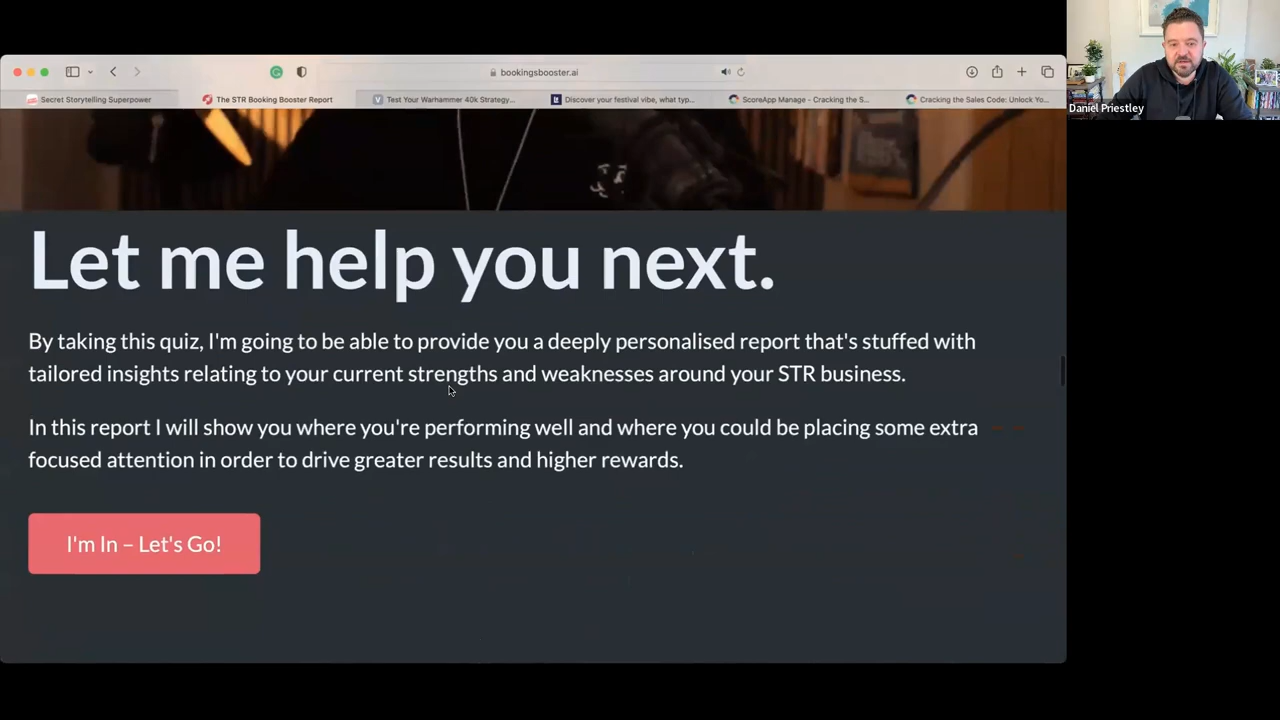 bookingsbooster.ai
Secret Storytelling Superpower
The STR Booking Booster Report
Test Your Warhammer 40k Strategy...
Discover your festival vibe, what typ...
ScoreApp Manage - Cracking the S...
Cracking the Sales Code: Unlock Yo...
Daniel Priestley
Let me help you next.
By taking this quiz, I'm going to be able to provide you a deeply personalised report that's stuffed with
tailored insights relating to your current strengths and weaknesses around your STR business.
In this report I will show you where you're performing well and where you could be placing some extra
focused attention in order to drive greater results and higher rewards.
I'm In – Let's Go!